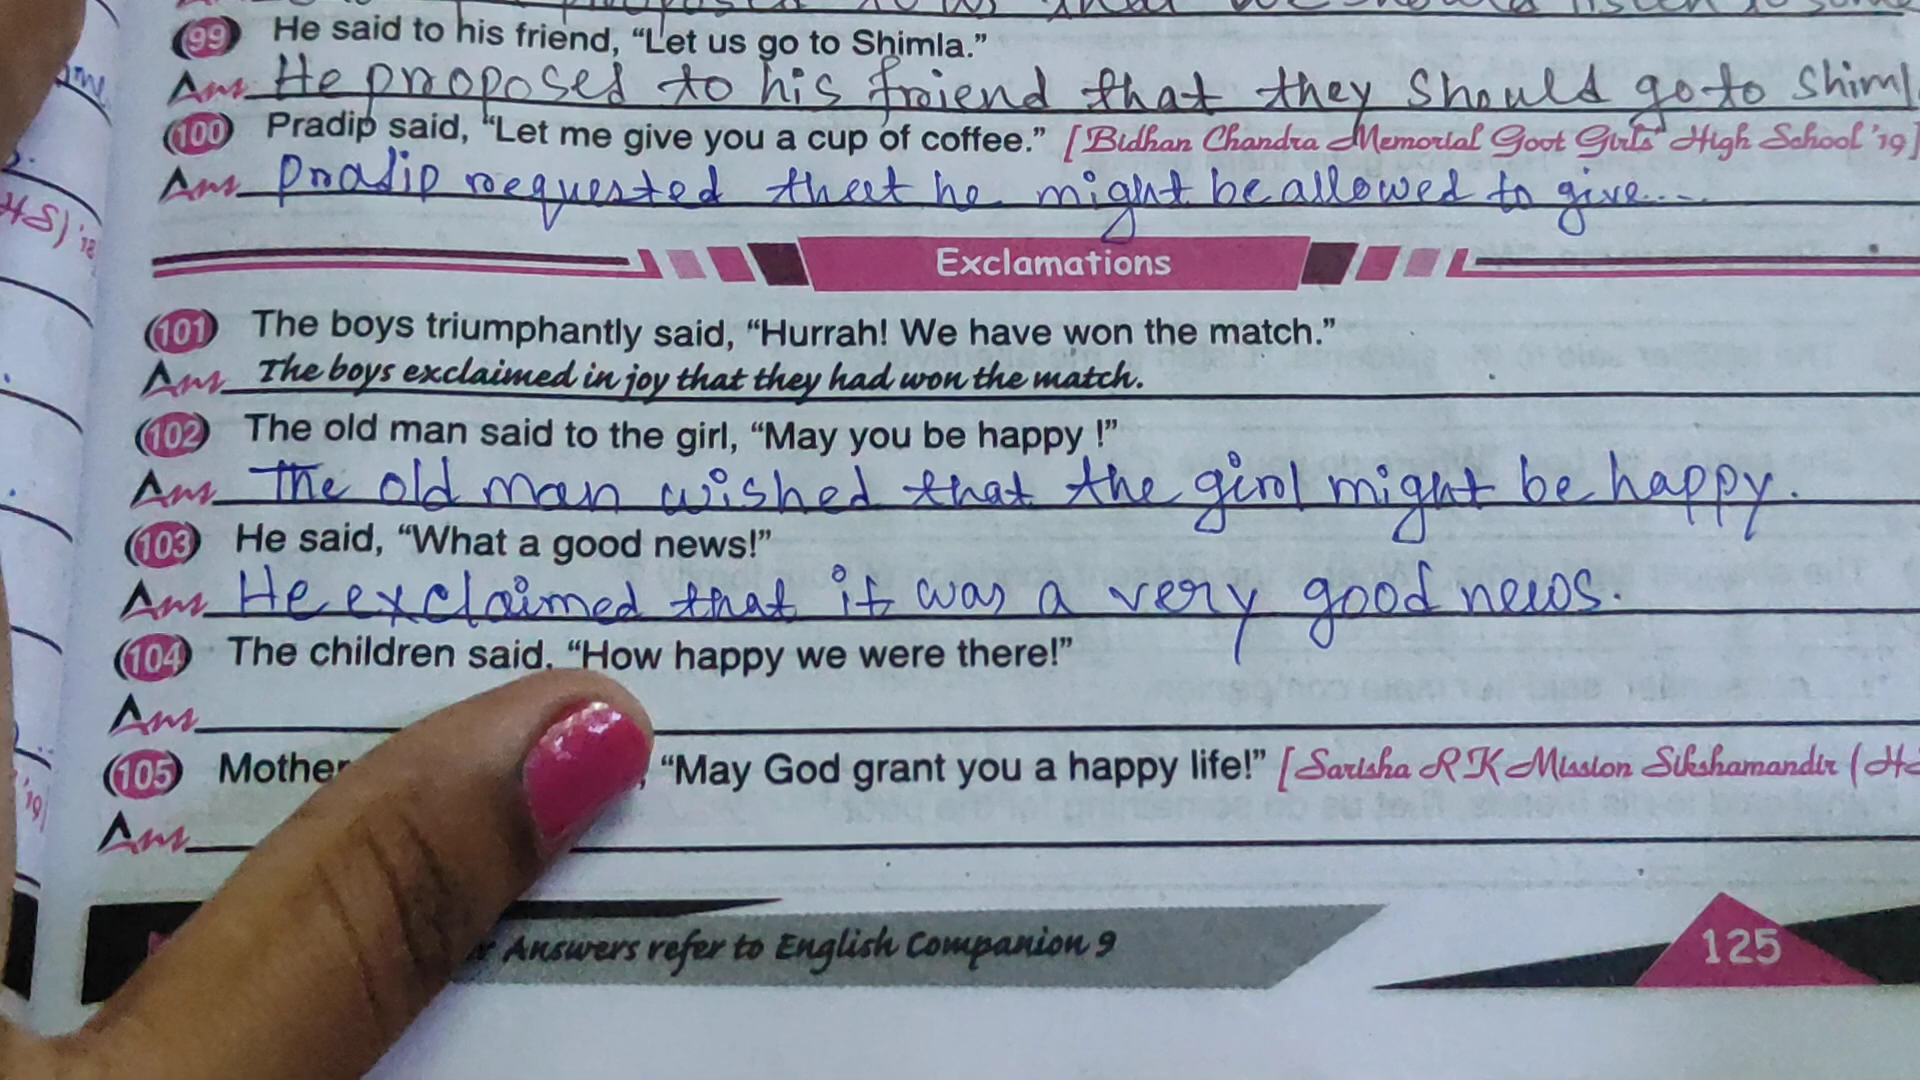 (99) He said to his friend, “Let us go to Shimla.”
Ans He proposed to his friend that they should go to Shiml
(100) Pradip said, “Let me give you a cup of coffee.” [Bidhan Chandra Memorial Govt Girls' High School '19]
Ans Pradip requested that he might be allowed to give...
Exclamations
(101) The boys triumphantly said, “Hurrah! We have won the match.”
Ans The boys exclaimed in joy that they had won the match.
(102) The old man said to the girl, “May you be happy !”
Ans The old man wished that the girl might be happy.
(103) He said, “What a good news!”
Ans He exclaimed that it was a very good news.
(104) The children said. “How happy we were there!”
Ans
(105) Mother , “May God grant you a happy life!” [Sarisha RK Mission Sikshamandir (HS
Ans
Answers refer to English Companion 9
125